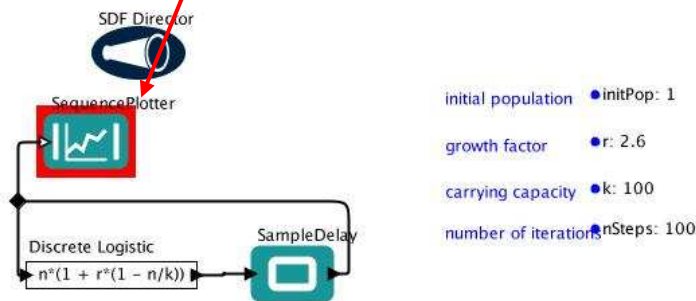 SDF Director
SequencePlotter
initial population initPop: 1
growth factor r: 2.6
carrying capacity k: 100
number of iterations nSteps: 100
Discrete Logistic
SampleDelay
n*(1 + r*(1 - n/k))